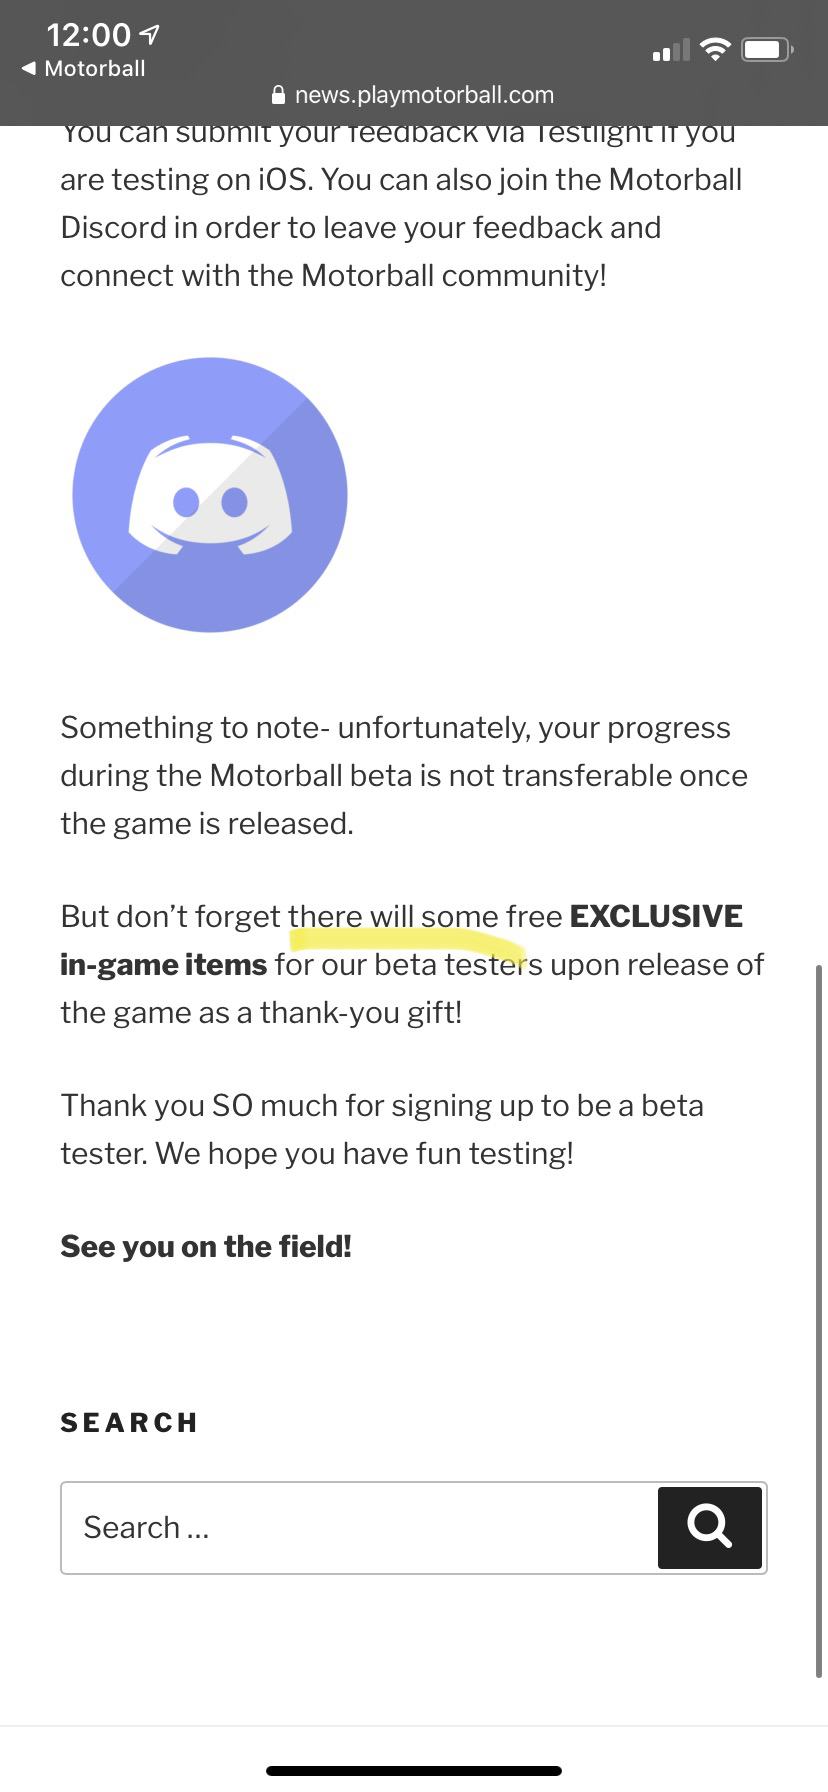 12:00
◀ Motorball
news.playmotorball.com
You can submit your feedback via Testlight if you
are testing on iOS. You can also join the Motorball
Discord in order to leave your feedback and
connect with the Motorball community!
Something to note- unfortunately, your progress
during the Motorball beta is not transferable once
the game is released.
But don’t forget there will some free EXCLUSIVE
in-game items for our beta testers upon release of
the game as a thank-you gift!
Thank you SO much for signing up to be a beta
tester. We hope you have fun testing!
See you on the field!
SEARCH
Search ...